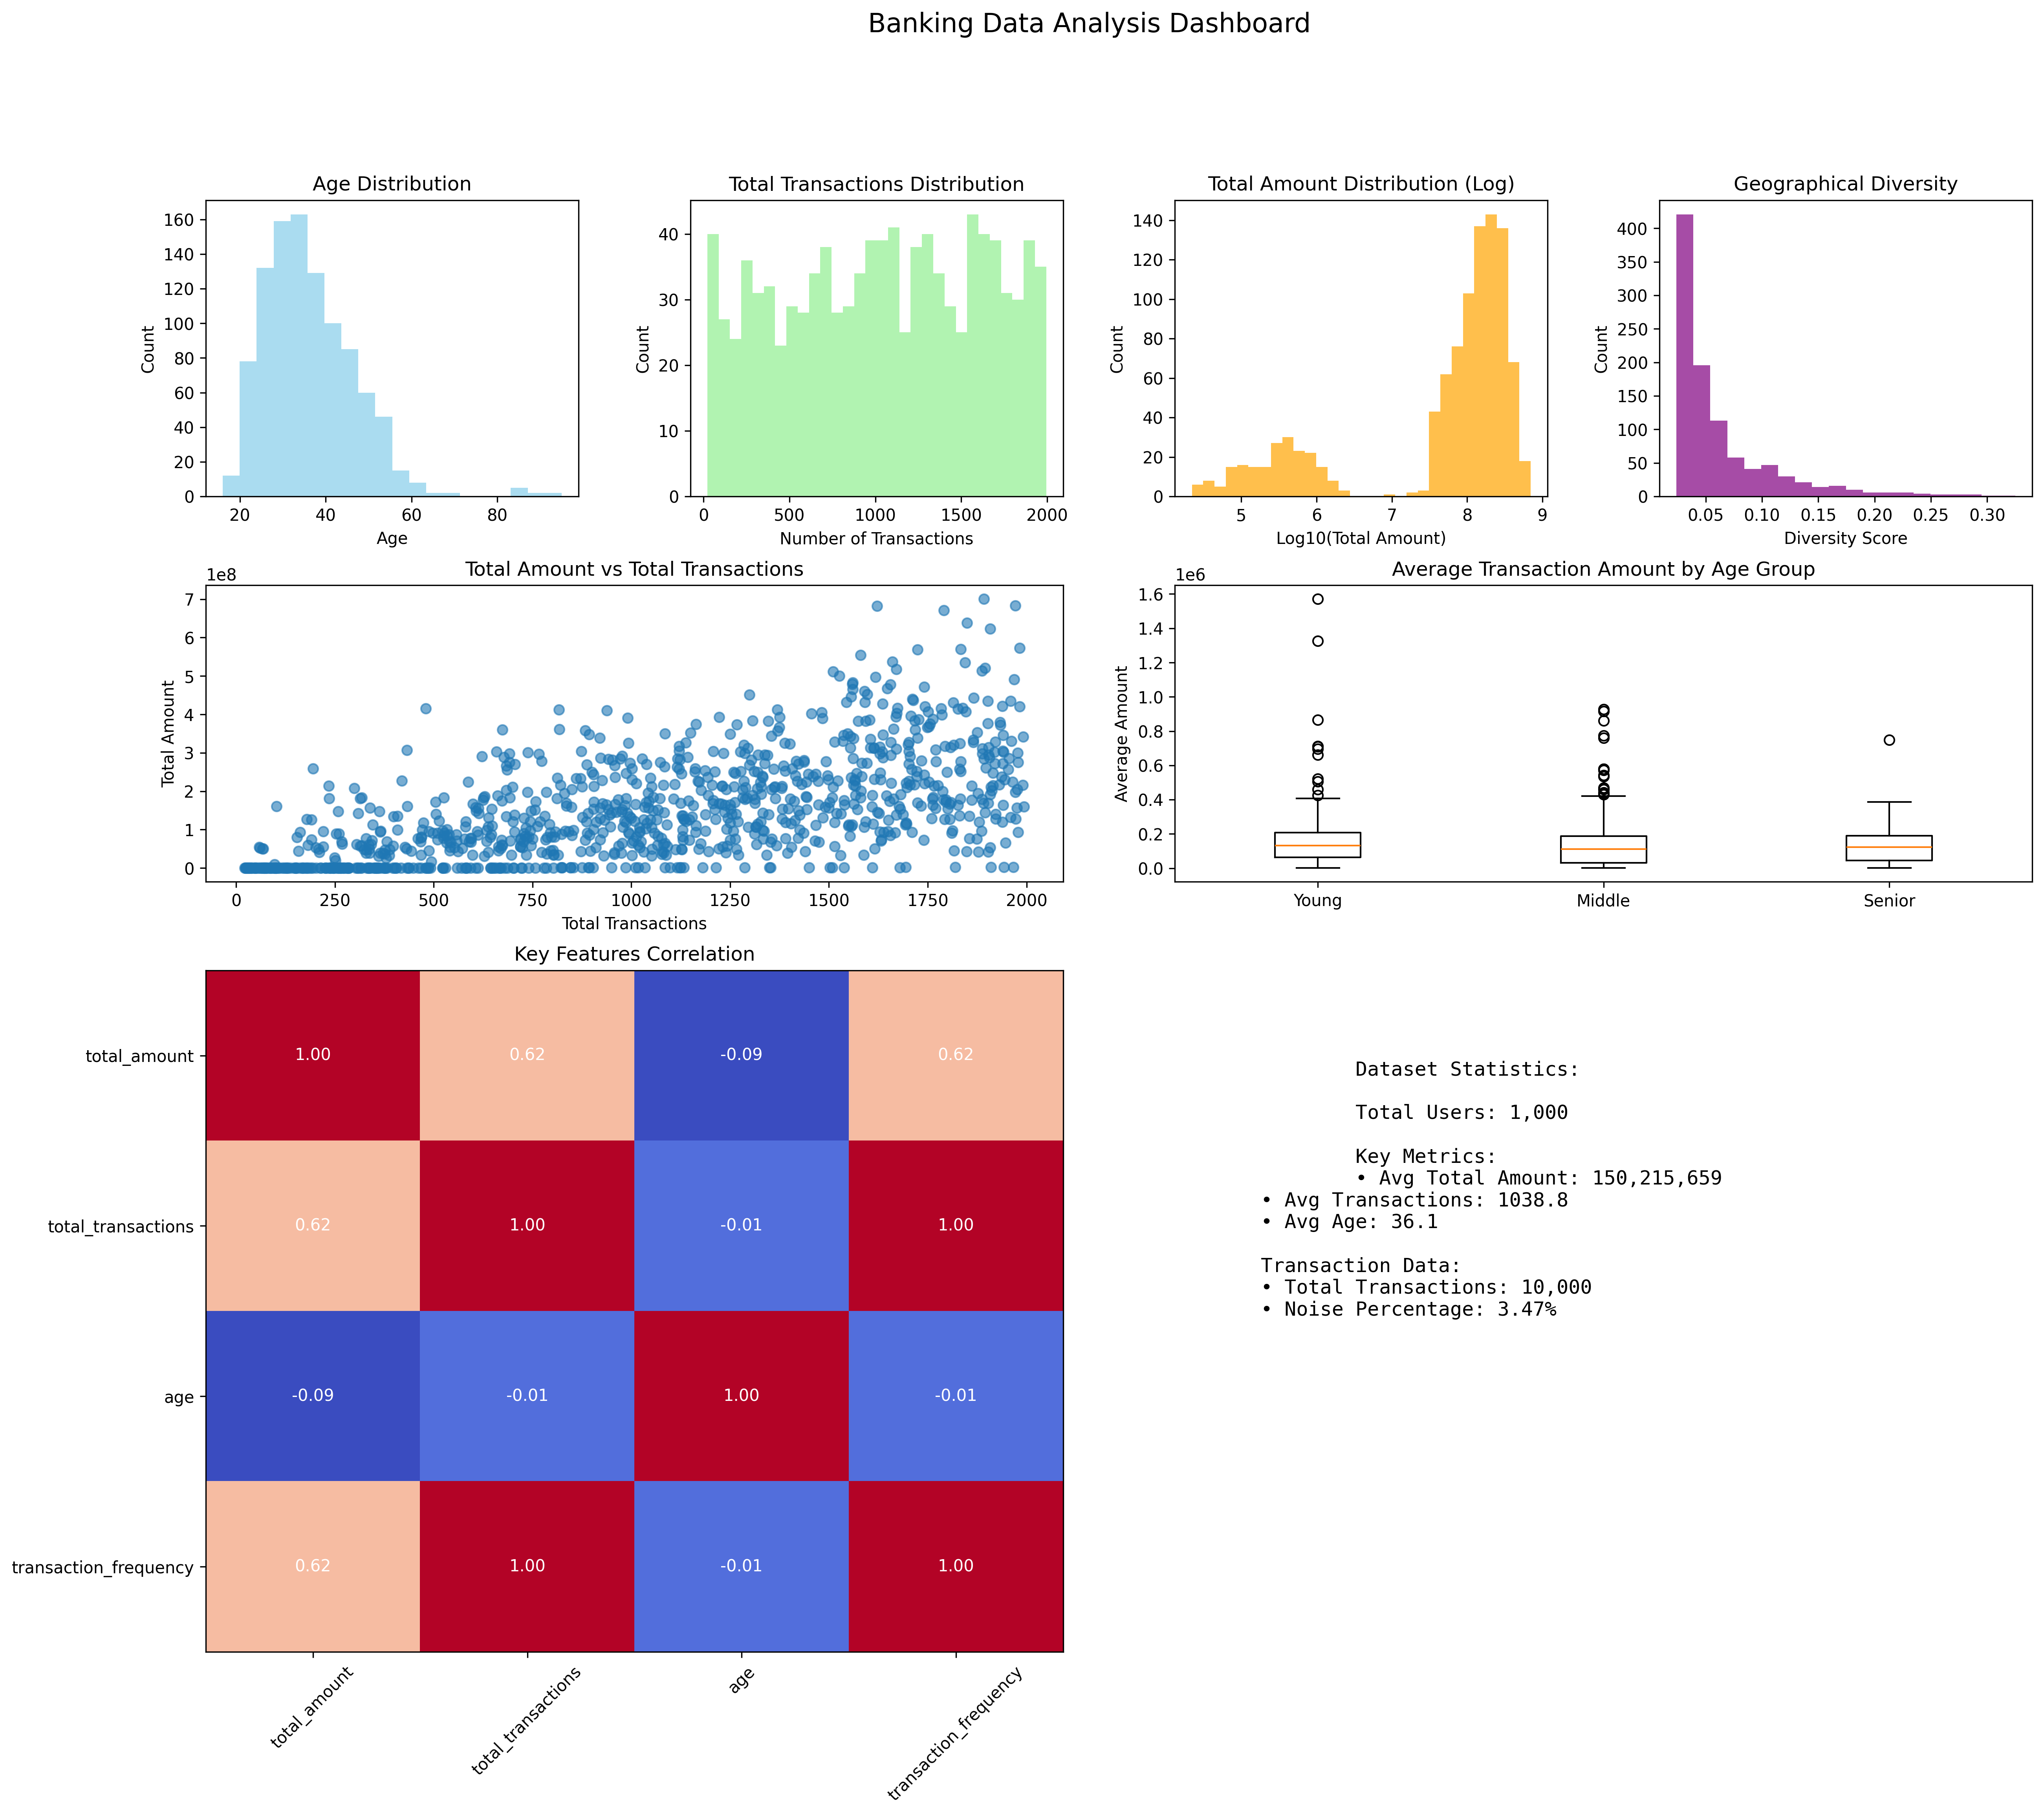 Banking Data Analysis Dashboard
Age Distribution
160
140
120
100
80
60
40
20
0
Count
20 40 60 80
Age
Total Transactions Distribution
40
30
20
10
0
Count
0 500 1000 1500 2000
Number of Transactions
Total Amount Distribution (Log)
140
120
100
80
60
40
20
0
Count
5 6 7 8 9
Log10(Total Amount)
Geographical Diversity
400
350
300
250
200
150
100
50
0
Count
0.05 0.10 0.15 0.20 0.25 0.30
Diversity Score
Total Amount vs Total Transactions
1e8
7
6
5
4
3
2
1
0
Total Amount
0 250 500 750 1000 1250 1500 1750 2000
Total Transactions
Average Transaction Amount by Age Group
1e6
1.6
1.4
1.2
1.0
0.8
0.6
0.4
0.2
0.0
Average Amount
Young Middle Senior
Key Features Correlation
total_amount 1.00 0.62 -0.09 0.62
total_transactions 0.62 1.00 -0.01 1.00
age -0.09 -0.01 1.00 -0.01
transaction_frequency 0.62 1.00 -0.01 1.00
total_amount
total_transactions
age
transaction_frequency
Dataset Statistics:
Total Users: 1,000
Key Metrics:
• Avg Total Amount: 150,215,659
• Avg Transactions: 1038.8
• Avg Age: 36.1
Transaction Data:
• Total Transactions: 10,000
• Noise Percentage: 3.47%